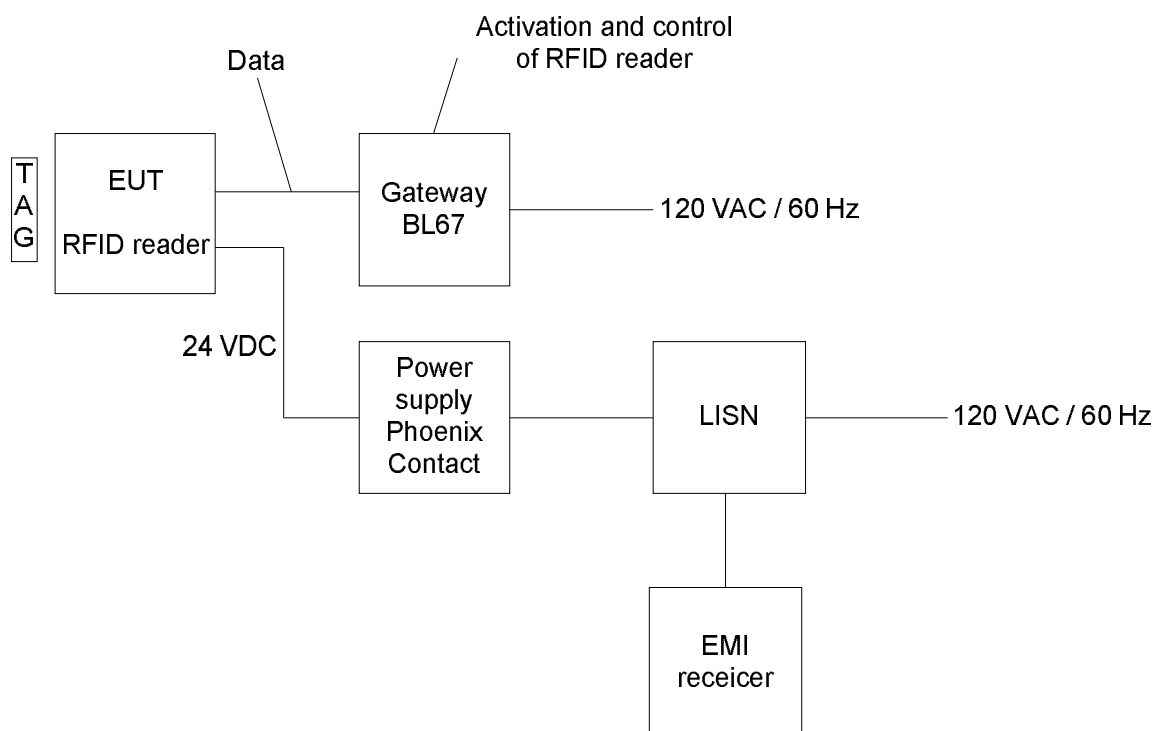 Activation and control
of RFID reader
Data
T
A
G
EUT
RFID reader
Gateway
BL67
120 VAC / 60 Hz
24 VDC
Power
supply
Phoenix
Contact
LISN
120 VAC / 60 Hz
EMI
receicer